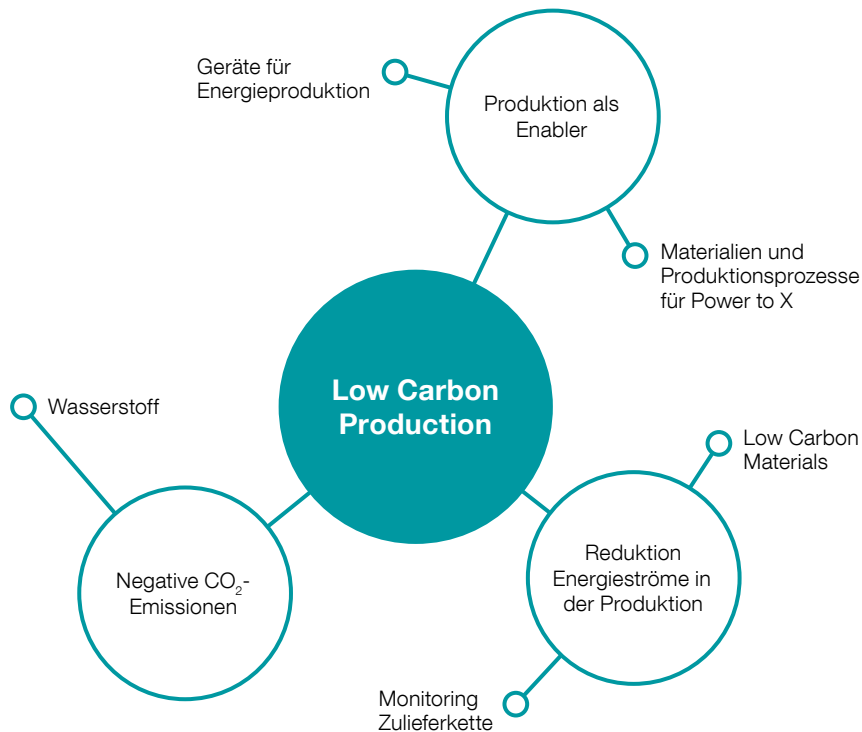 Geräte für
Energieproduktion
Produktion als
Enabler
Materialien und
Produktionsprozesse
für Power to X
Low Carbon
Production
Wasserstoff
Low Carbon
Materials
Negative CO₂-
Emissionen
Reduktion
Energieströme in
der Produktion
Monitoring
Zulieferkette